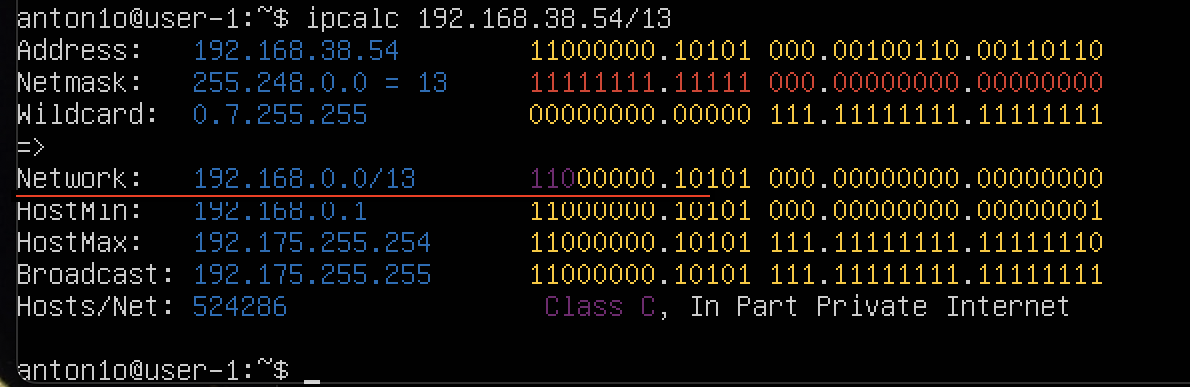 anton1o@user-1:~$ ipcalc 192.168.38.54/13
Address: 192.168.38.54 11000000.10101 000.00100110.00110110
Netmask: 255.248.0.0 = 13 11111111.11111 000.00000000.00000000
Wildcard: 0.7.255.255 00000000.00000 111.11111111.11111111
=>
Network: 192.168.0.0/13 11000000.10101 000.00000000.00000000
HostMin: 192.168.0.1 11000000.10101 000.00000000.00000001
HostMax: 192.175.255.254 11000000.10101 111.11111111.11111110
Broadcast: 192.175.255.255 11000000.10101 111.11111111.11111111
Hosts/Net: 524286 Class C, In Part Private Internet
anton1o@user-1:~$ _